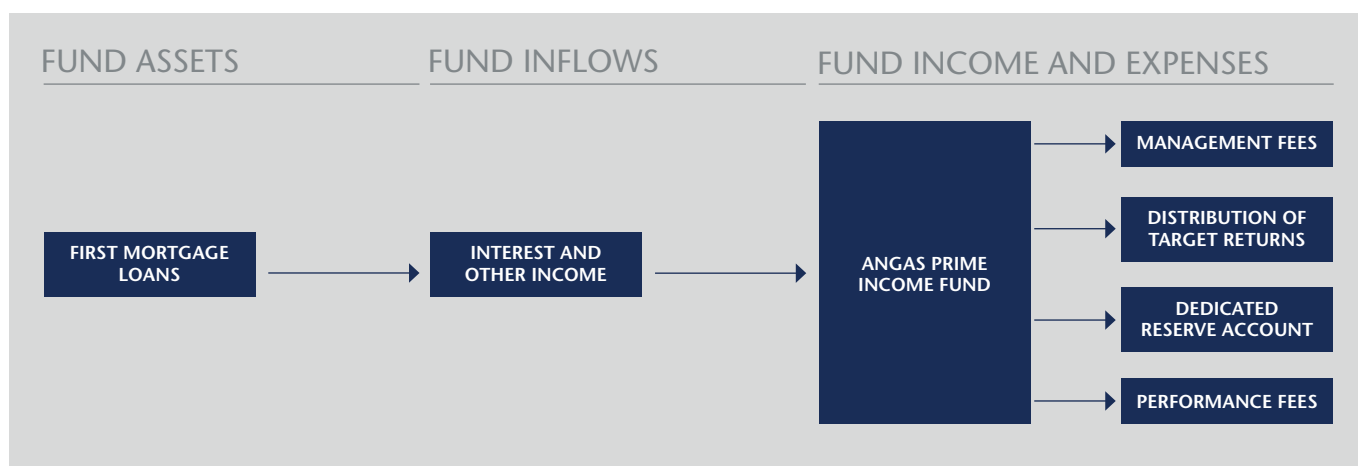 FUND ASSETS
FUND INFLOWS
FUND INCOME AND EXPENSES
FIRST MORTGAGE
LOANS
INTEREST AND
OTHER INCOME
ANGAS PRIME
INCOME FUND
MANAGEMENT FEES
DISTRIBUTION OF
TARGET RETURNS
DEDICATED
RESERVE ACCOUNT
PERFORMANCE FEES